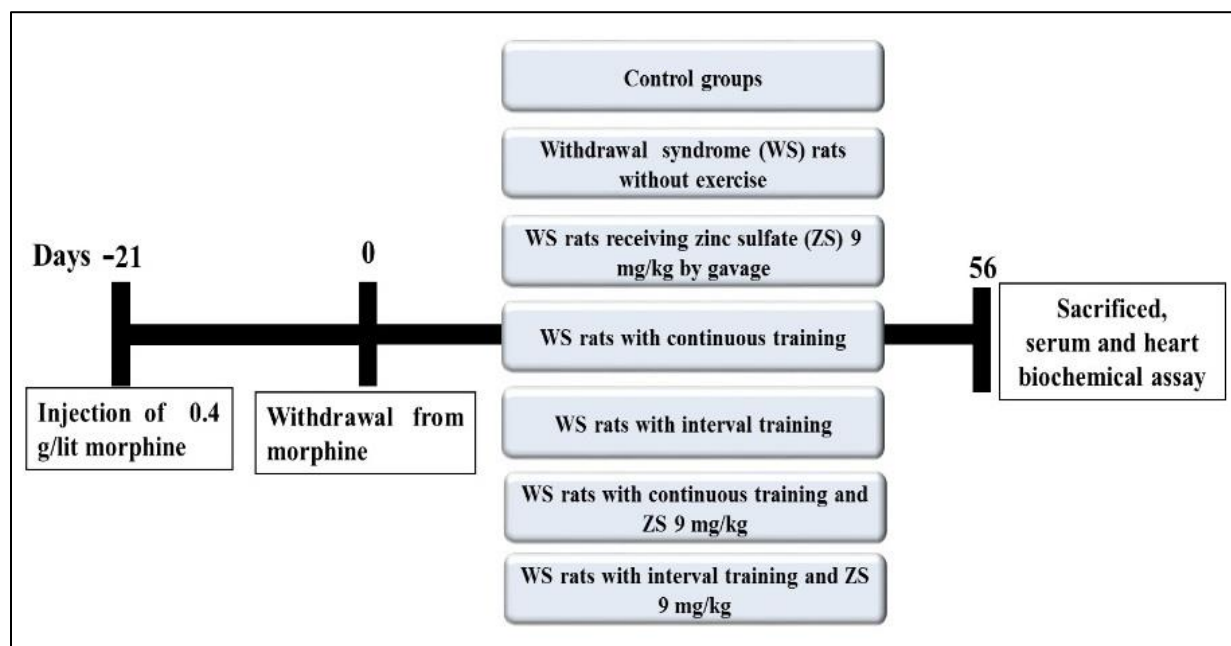 Control groups
Withdrawal syndrome (WS) rats
without exercise
WS rats receiving zinc sulfate (ZS) 9
mg/kg by gavage
WS rats with continuous training
WS rats with interval training
WS rats with continuous training and
ZS 9 mg/kg
WS rats with interval training and ZS
9 mg/kg
Days -21
0
56
Injection of 0.4
g/lit morphine
Withdrawal from
morphine
Sacrificed,
serum and heart
biochemical assay